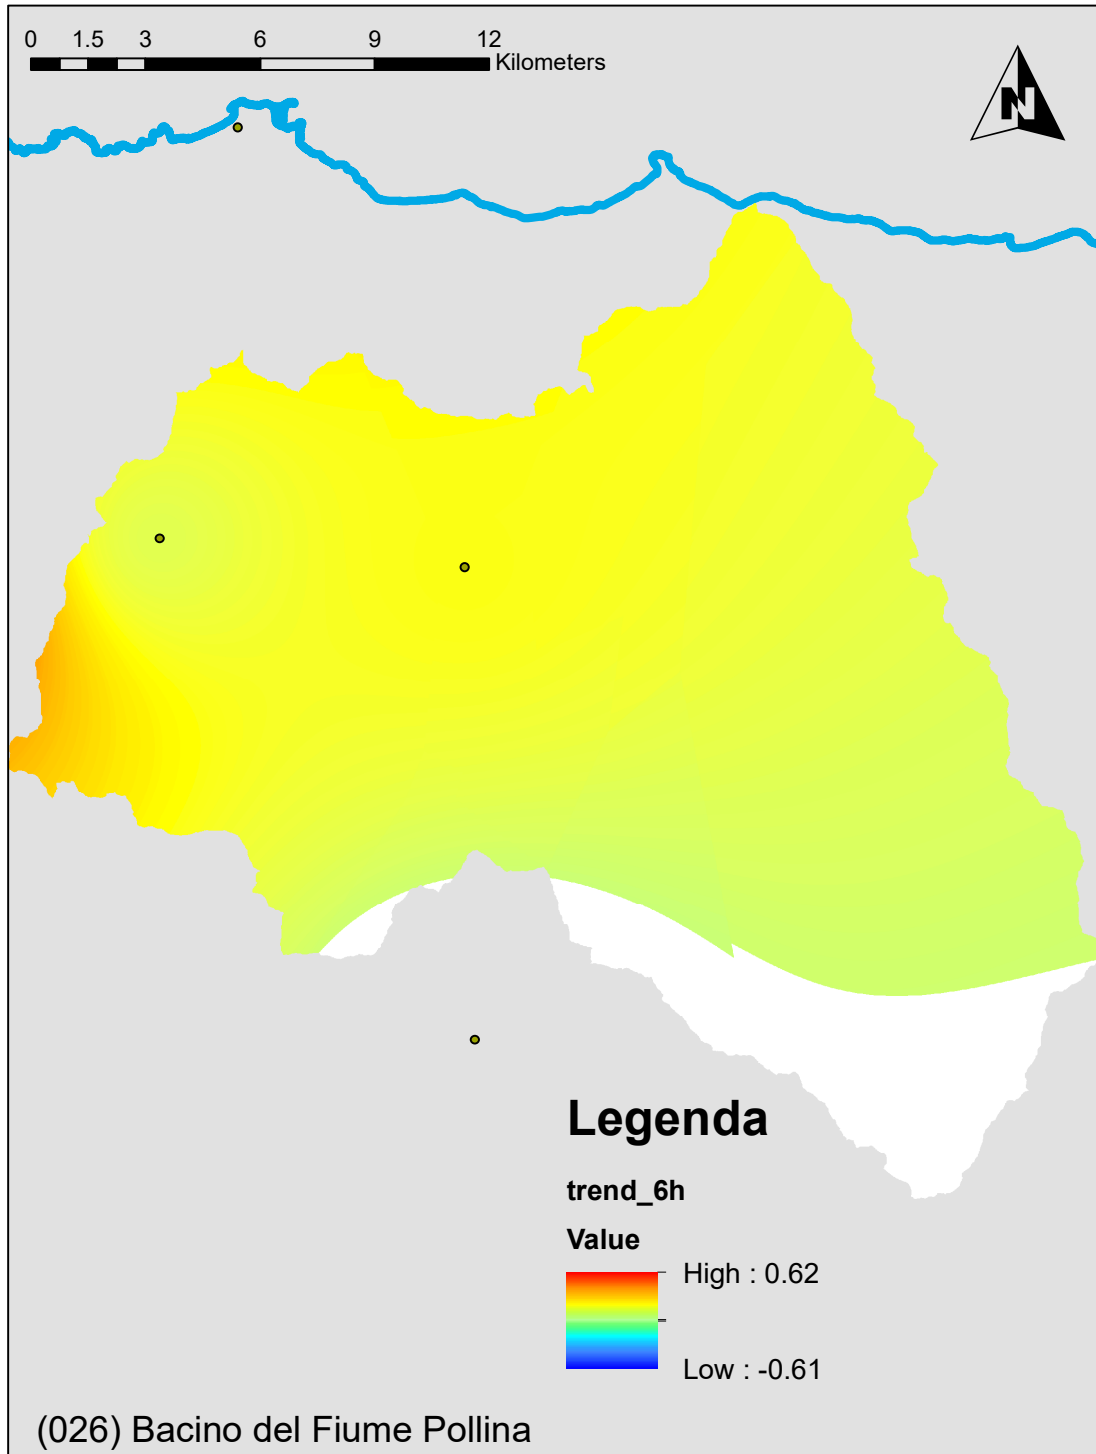 0 1.5 3 6 9 12
Kilometers
N
Legenda
trend_6h
Value
High : 0.62
Low : -0.61
(026) Bacino del Fiume Pollina